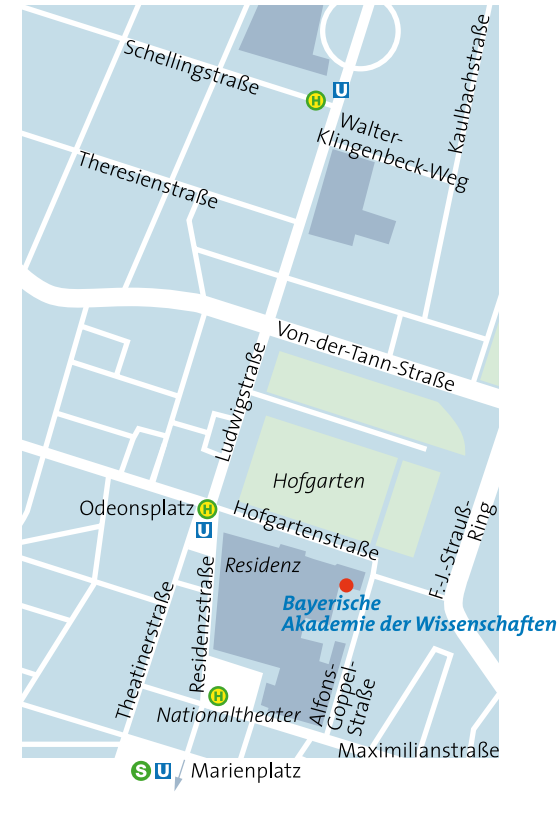 Schellingstraße
Kaulbachstraße
U
H
Walter-
Klingenbeck-Weg
Theresienstraße
Von-der-Tann-Straße
Ludwigstraße
Hofgarten
Odeonsplatz H
U
Hofgartenstraße
F.-J.-Strauß-
Ring
Residenz
Bayerische
Akademie der Wissenschaften
Theatinerstraße
Residenzstraße
H
Nationaltheater
Alfons-
Goppel-
Straße
Maximilianstraße
S U Marienplatz